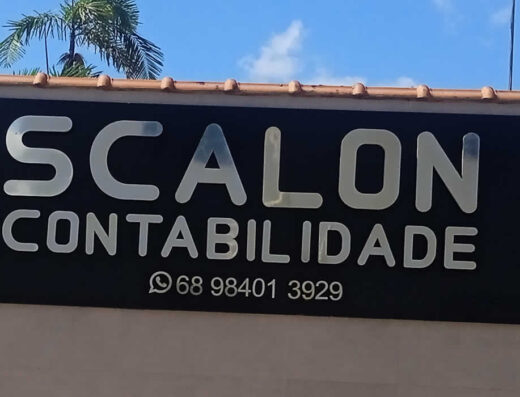 SCALON
CONTABILIDADE
68 98401 3929